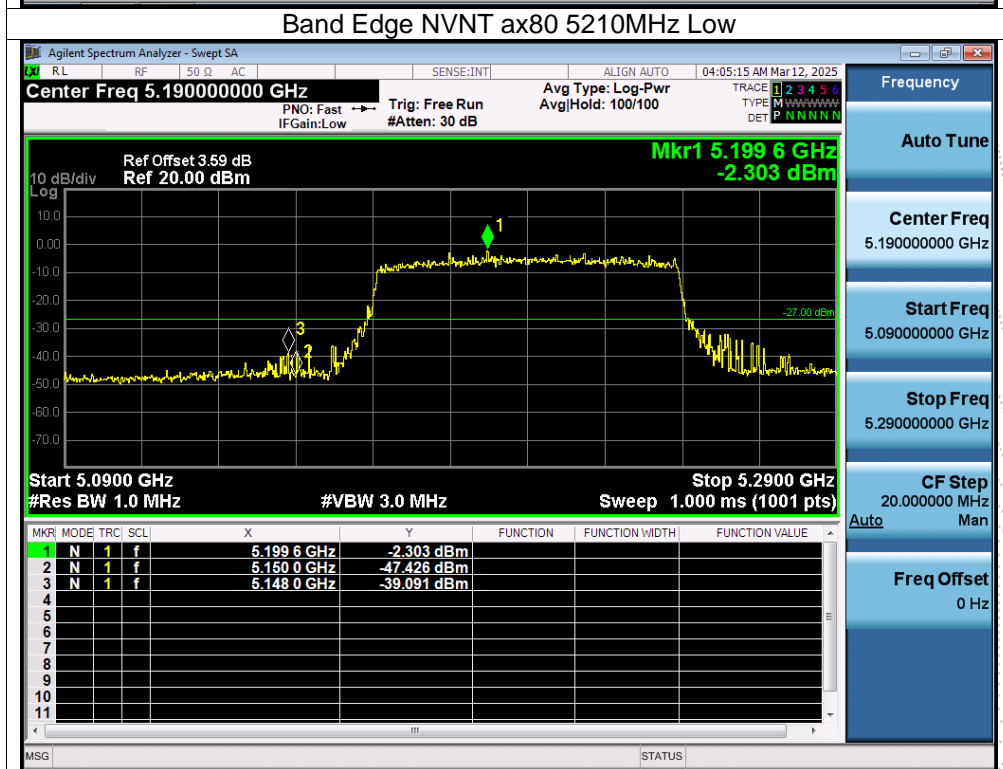 Band Edge NVNT ax80 5210MHz Low
Agilent Spectrum Analyzer - Swept SA
LXI RL RF 50 Ω AC SENSE:INT ALIGN AUTO 04:05:15 AM Mar 12, 2025
Center Freq 5.190000000 GHz
PNO: Fast
IFGain:Low
Trig: Free Run
#Atten: 30 dB
Avg Type: Log-Pwr
Avg|Hold: 100/100
TRACE 1 2 3 4 5 6
TYPE M WWWWW
DET P N N N N N
Frequency
Auto Tune
Center Freq
5.190000000 GHz
Start Freq
5.090000000 GHz
Stop Freq
5.290000000 GHz
CF Step
20.000000 MHz
Auto Man
Freq Offset
0 Hz
Ref Offset 3.59 dB
Ref 20.00 dBm
10 dB/div
Log
Mkr1 5.199 6 GHz
-2.303 dBm
10.0
0.00
-10.0
-20.0
-30.0
-40.0
-50.0
-60.0
-70.0
1
-27.00 dBm
3
2
Start 5.0900 GHz
Stop 5.2900 GHz
#Res BW 1.0 MHz
#VBW 3.0 MHz
Sweep 1.000 ms (1001 pts)
MKR MODE TRC SCL X Y FUNCTION FUNCTION WIDTH FUNCTION VALUE
1 N 1 f 5.199 6 GHz -2.303 dBm
2 N 1 f 5.150 0 GHz -47.426 dBm
3 N 1 f 5.148 0 GHz -39.091 dBm
4
5
6
7
8
9
10
11
MSG
STATUS